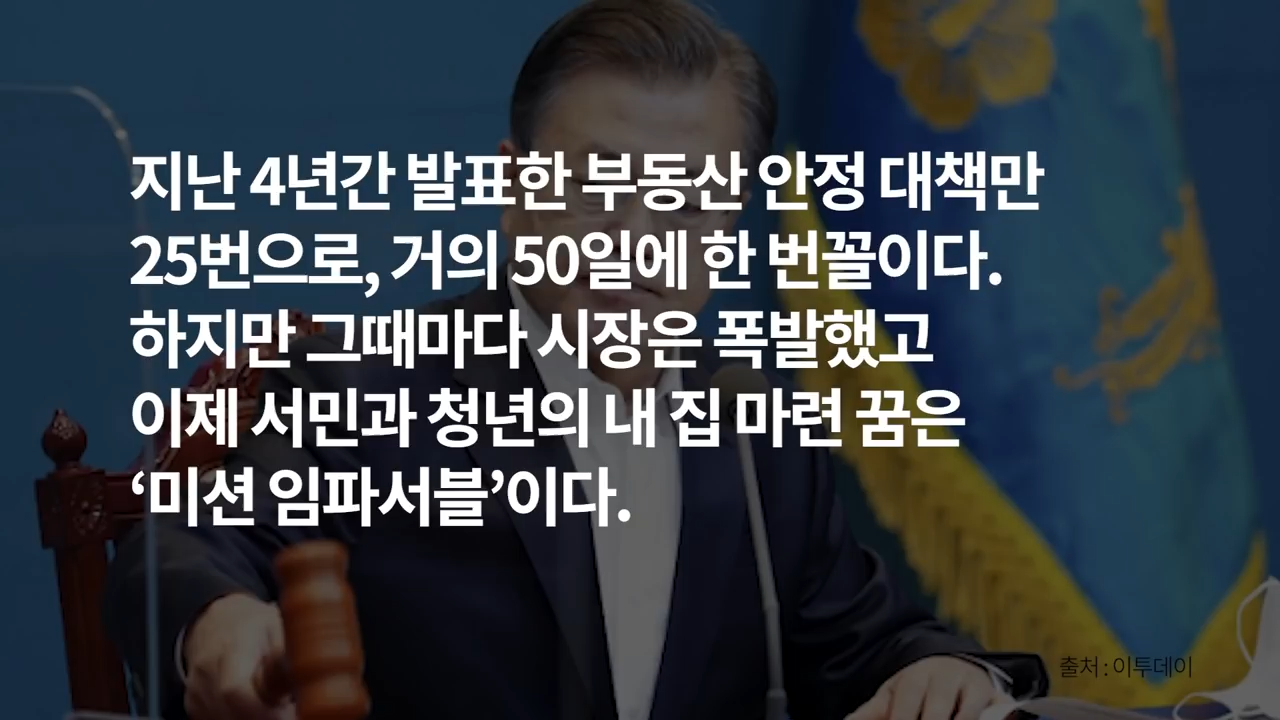 지난 4년간 발표한 부동산 안정 대책만
25번으로, 거의 50일에 한 번꼴이다.
하지만 그때마다 시장은 폭발했고
이제 서민과 청년의 내 집 마련 꿈은
‘미션 임파서블’이다.
출처 : 이투데이